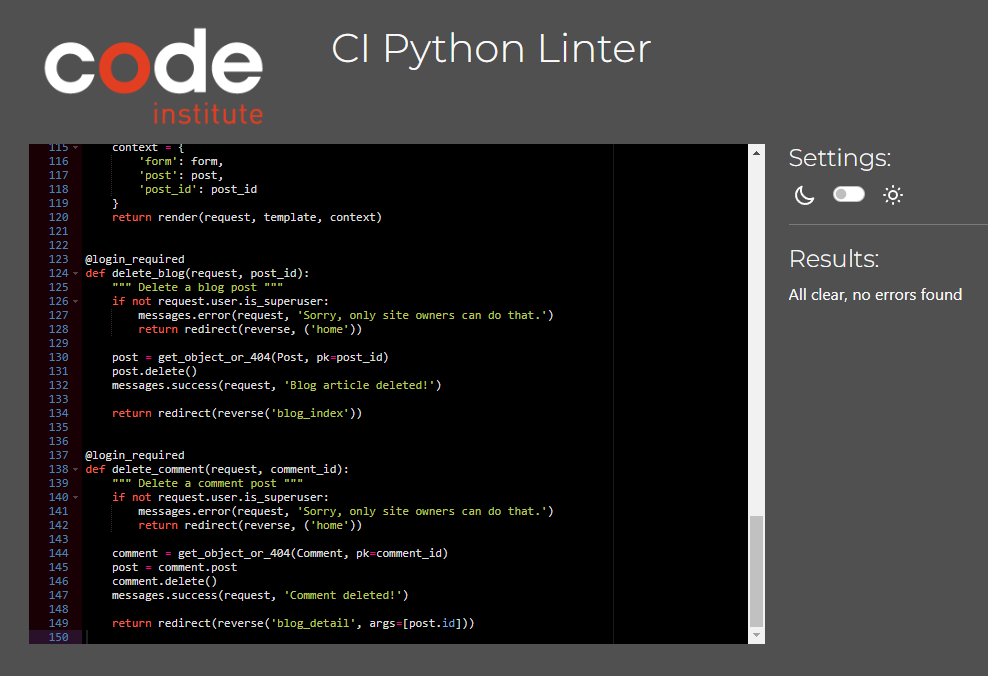 code
institute
CI Python Linter
115 context = {
116 'form': form,
117 'post': post,
118 'post_id': post_id
119 }
120 return render(request, template, context)
121
122
123 @login_required
124 def delete_blog(request, post_id):
125 """ Delete a blog post """
126 if not request.user.is_superuser:
127 messages.error(request, 'Sorry, only site owners can do that.')
128 return redirect(reverse, ('home'))
129
130 post = get_object_or_404(Post, pk=post_id)
131 post.delete()
132 messages.success(request, 'Blog article deleted!')
133
134 return redirect(reverse('blog_index'))
135
136
137 @login_required
138 def delete_comment(request, comment_id):
139 """ Delete a comment post """
140 if not request.user.is_superuser:
141 messages.error(request, 'Sorry, only site owners can do that.')
142 return redirect(reverse, ('home'))
143
144 comment = get_object_or_404(Comment, pk=comment_id)
145 post = comment.post
146 comment.delete()
147 messages.success(request, 'Comment deleted!')
148
149 return redirect(reverse('blog_detail', args=[post.id]))
150
Settings:
Results:
All clear, no errors found